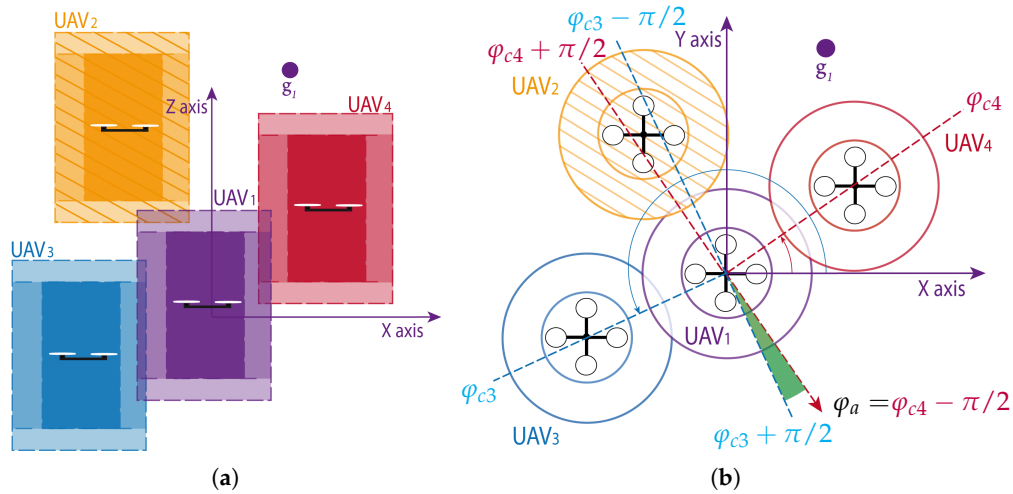 UAV₂
g₁
Z axis
UAV₄
UAV₁
UAV₃
X axis
(a)
φc3 − π/2
Y axis
φc4 + π/2
g₁
UAV₂
φc4
UAV₄
X axis
UAV₁
φc3
φa = φc4 − π/2
UAV₃
φc3 + π/2
(b)